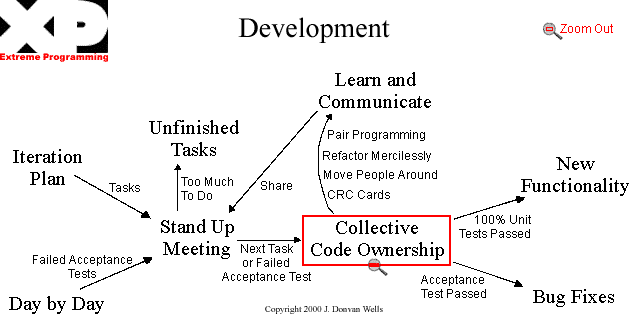 XP
Extreme Programming
Development
Zoom Out
Learn and
Communicate
Unfinished
Tasks
Pair Programming
Refactor Mercilessly
Move People Around
CRC Cards
Iteration
Plan
Tasks
Too Much
To Do
Share
New
Functionality
Stand Up
Meeting
Collective
Code Ownership
100% Unit
Tests Passed
Next Task
or Failed
Acceptance Test
Failed Acceptance
Tests
Acceptance
Test Passed
Day by Day
Bug Fixes
Copyright 2000 J. Donvan Wells